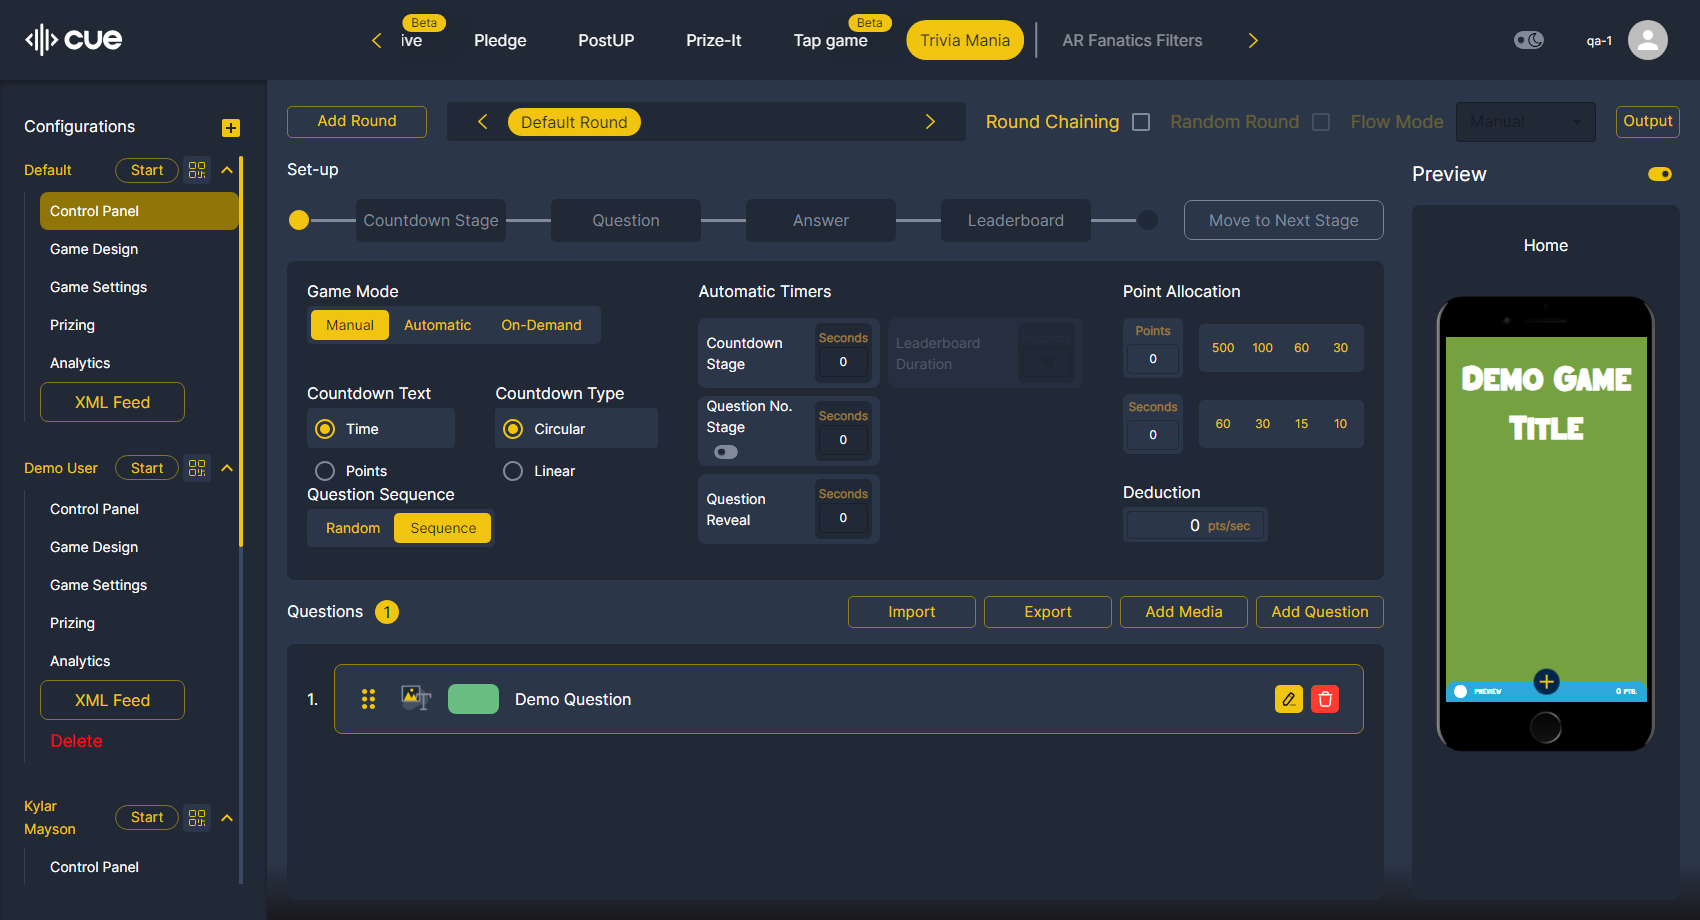 cue
Beta
ive
Pledge
PostUP
Prize-It
Beta
Tap game
Trivia Mania
AR Fanatics Filters
qa-1
Configurations
Default
Start
Control Panel
Game Design
Game Settings
Prizing
Analytics
XML Feed
Demo User
Start
Control Panel
Game Design
Game Settings
Prizing
Analytics
XML Feed
Delete
Kylar
Mayson
Start
Control Panel
Add Round
Default Round
Round Chaining
Random Round
Flow Mode
Manual
Output
Set-up
Countdown Stage
Question
Answer
Leaderboard
Move to Next Stage
Game Mode
Manual
Automatic
On-Demand
Countdown Text
Time
Points
Countdown Type
Circular
Linear
Question Sequence
Random
Sequence
Automatic Timers
Countdown
Stage
Seconds
0
Leaderboard
Duration
Seconds
10
Question No.
Stage
Seconds
0
Question
Reveal
Seconds
0
Point Allocation
Points
0
500 100 60 30
Seconds
0
60 30 15 10
Deduction
0 pts/sec
Questions 1
Import
Export
Add Media
Add Question
1.
T
Demo Question
Preview
Home
Demo Game
Title
PREVIEW
0 PTS.